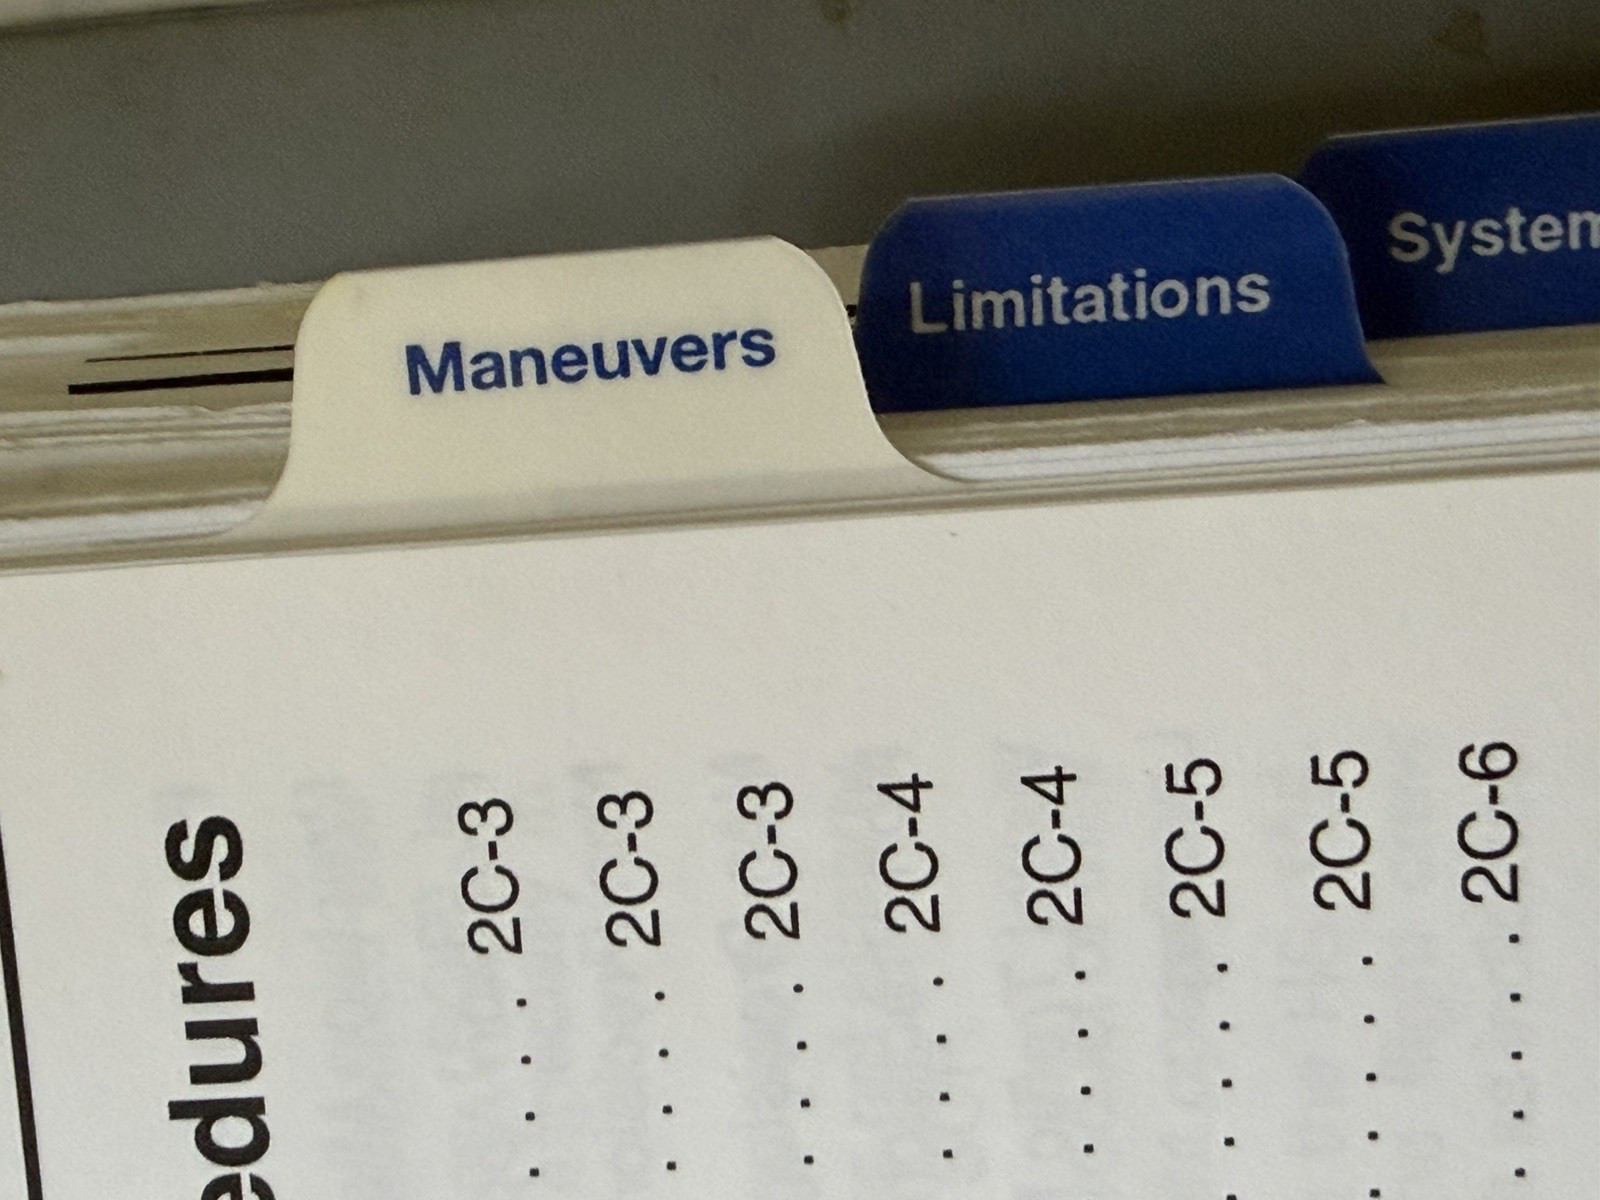 Maneuvers
Limitations
System
edures
2C-3
2C-3
2C-3
2C-4
2C-4
2C-5
2C-5
2C-6